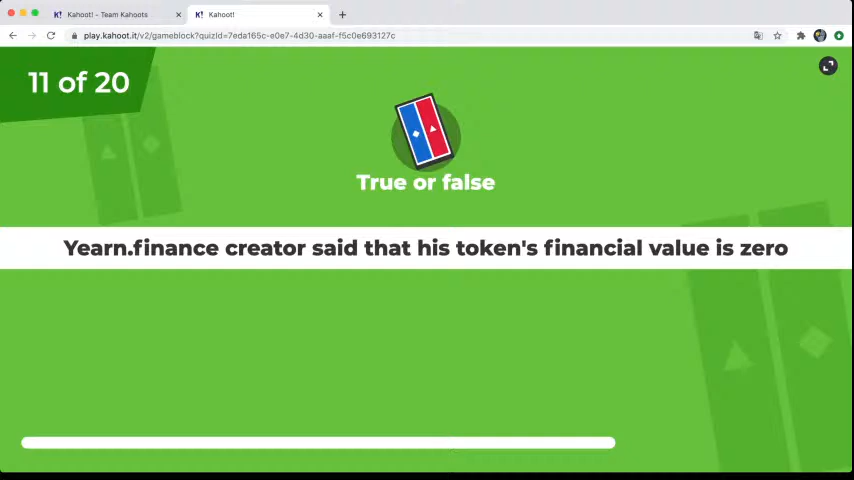 Kahoot! - Team Kahoots
Kahoot!
play.kahoot.it/v2/gameblock?quizId=7eda165c-e0e7-4d30-aaaf-f5c0e693127c
11 of 20
True or false
Yearn.finance creator said that his token's financial value is zero